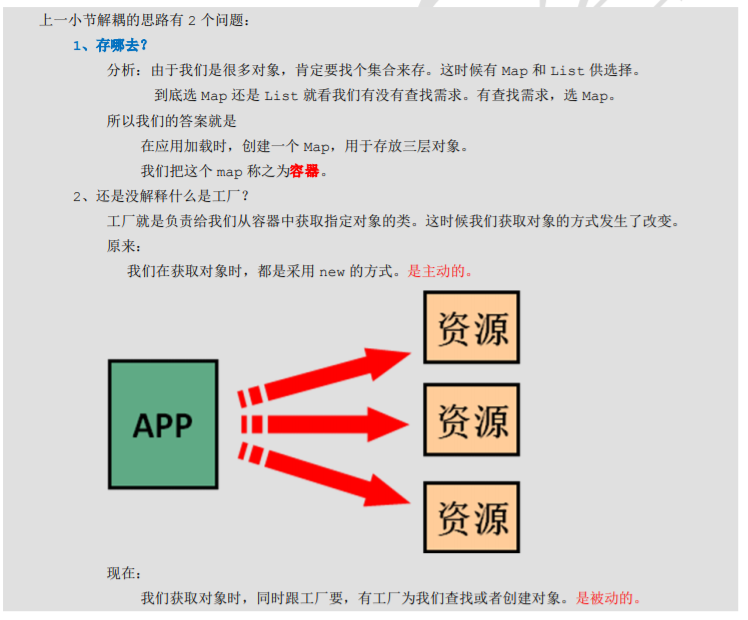 上一小节解耦的思路有 2 个问题：
1、存哪去？
分析：由于我们是很多对象，肯定要找个集合来存。这时候有 Map 和 List 供选择。
到底选 Map 还是 List 就看我们有没有查找需求。有查找需求，选 Map。
所以我们的答案就是
在应用加载时，创建一个 Map，用于存放三层对象。
我们把这个 map 称之为容器。
2、还是没解释什么是工厂？
工厂就是负责给我们从容器中获取指定对象的类。这时候我们获取对象的方式发生了改变。
原来：
我们在获取对象时，都是采用 new 的方式。是主动的。
资源
APP
资源
资源
现在：
我们获取对象时，同时跟工厂要，有工厂为我们查找或者创建对象。是被动的。